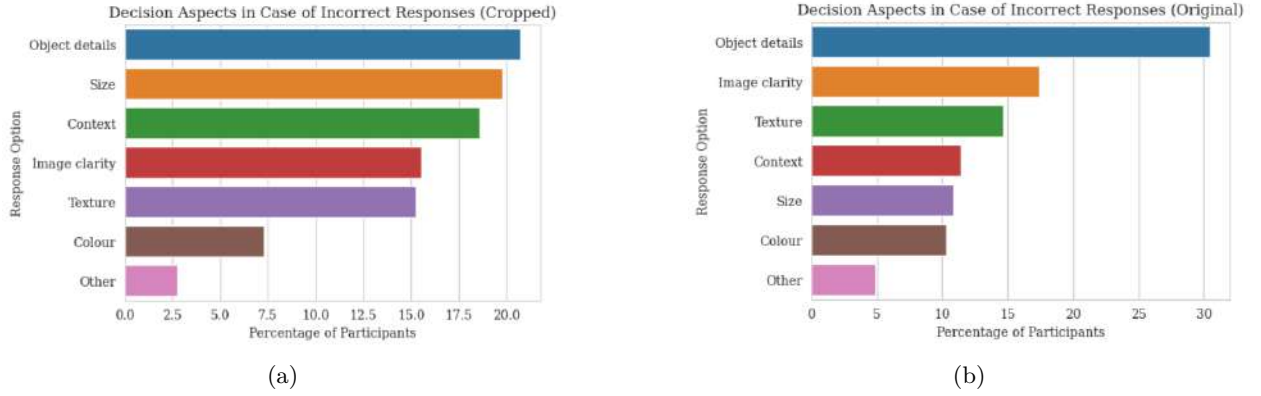 Decision Aspects in Case of Incorrect Responses (Cropped)
Response Option
Object details
Size
Context
Image clarity
Texture
Colour
Other
0.0 2.5 5.0 7.5 10.0 12.5 15.0 17.5 20.0
Percentage of Participants
(a)
Decision Aspects in Case of Incorrect Responses (Original)
Response Option
Object details
Image clarity
Texture
Context
Size
Colour
Other
0 5 10 15 20 25 30
Percentage of Participants
(b)